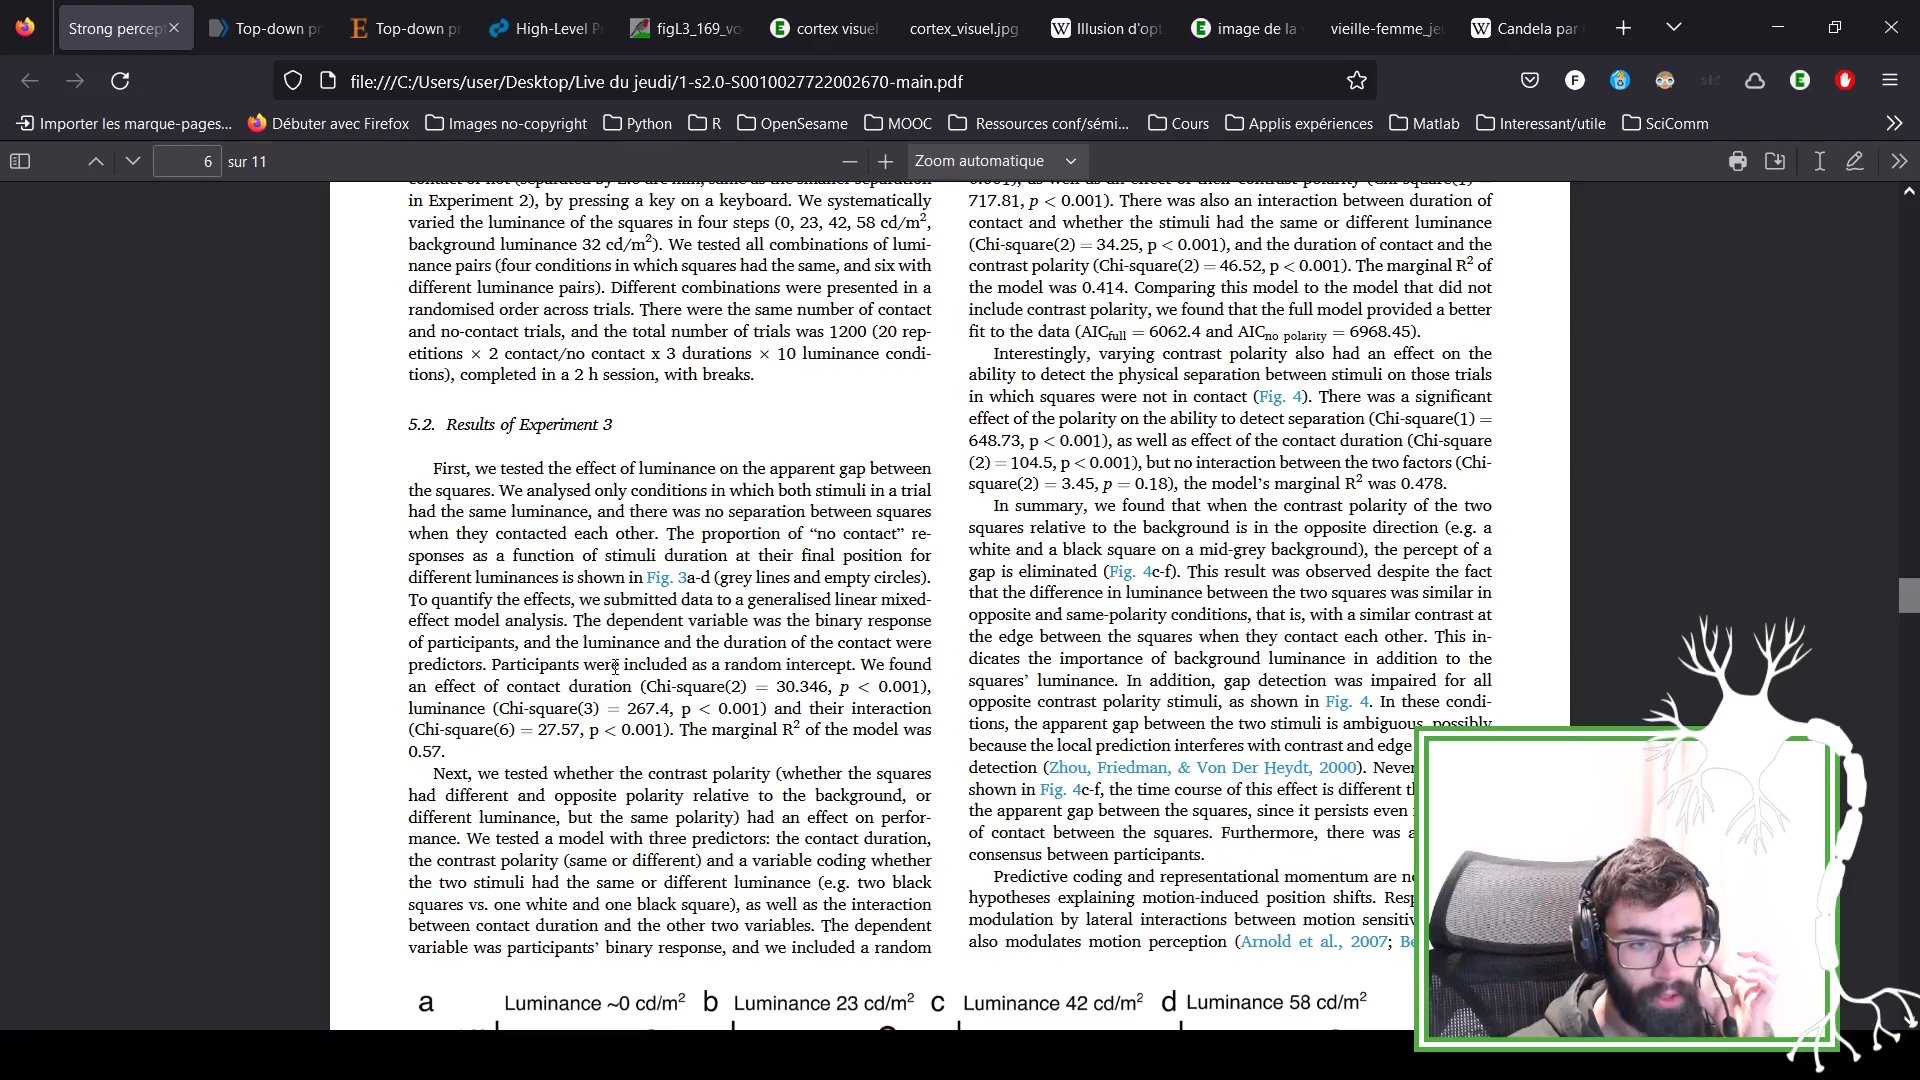 Strong percept
Top-down pr
Top-down pr
High-Level P
figL3_169_vo
cortex visuel
cortex_visuel.jpg
Illusion d'opt
image de la v
vieille-femme_je
Candela par
file:///C:/Users/user/Desktop/Live du jeudi/1-s2.0-S0010027722002670-main.pdf
Importer les marque-pages...
Débuter avec Firefox
Images no-copyright
Python
R
OpenSesame
MOOC
Ressources conf/sémi...
Cours
Applis expériences
Matlab
Interessant/utile
SciComm
6 sur 11
Zoom automatique
in Experiment 2), by pressing a key on a keyboard. We systematically
varied the luminance of the squares in four steps (0, 23, 42, 58 cd/m²,
background luminance 32 cd/m²). We tested all combinations of lumi-
nance pairs (four conditions in which squares had the same, and six with
different luminance pairs). Different combinations were presented in a
randomised order across trials. There were the same number of contact
and no-contact trials, and the total number of trials was 1200 (20 rep-
etitions × 2 contact/no contact x 3 durations × 10 luminance condi-
tions), completed in a 2 h session, with breaks.
5.2. Results of Experiment 3
First, we tested the effect of luminance on the apparent gap between
the squares. We analysed only conditions in which both stimuli in a trial
had the same luminance, and there was no separation between squares
when they contacted each other. The proportion of “no contact” re-
sponses as a function of stimuli duration at their final position for
different luminances is shown in Fig. 3a-d (grey lines and empty circles).
To quantify the effects, we submitted data to a generalised linear mixed-
effect model analysis. The dependent variable was the binary response
of participants, and the luminance and the duration of the contact were
predictors. Participants were included as a random intercept. We found
an effect of contact duration (Chi-square(2) = 30.346, p < 0.001),
luminance (Chi-square(3) = 267.4, p < 0.001) and their interaction
(Chi-square(6) = 27.57, p < 0.001). The marginal R² of the model was
0.57.
Next, we tested whether the contrast polarity (whether the squares
had different and opposite polarity relative to the background, or
different luminance, but the same polarity) had an effect on perfor-
mance. We tested a model with three predictors: the contact duration,
the contrast polarity (same or different) and a variable coding whether
the two stimuli had the same or different luminance (e.g. two black
squares vs. one white and one black square), as well as the interaction
between contact duration and the other two variables. The dependent
variable was participants’ binary response, and we included a random
717.81, p < 0.001). There was also an interaction between duration of
contact and whether the stimuli had the same or different luminance
(Chi-square(2) = 34.25, p < 0.001), and the duration of contact and the
contrast polarity (Chi-square(2) = 46.52, p < 0.001). The marginal R² of
the model was 0.414. Comparing this model to the model that did not
include contrast polarity, we found that the full model provided a better
fit to the data (AICfull = 6062.4 and AICno polarity = 6968.45).
Interestingly, varying contrast polarity also had an effect on the
ability to detect the physical separation between stimuli on those trials
in which squares were not in contact (Fig. 4). There was a significant
effect of the polarity on the ability to detect separation (Chi-square(1) =
648.73, p < 0.001), as well as effect of the contact duration (Chi-square
(2) = 104.5, p < 0.001), but no interaction between the two factors (Chi-
square(2) = 3.45, p = 0.18), the model’s marginal R² was 0.478.
In summary, we found that when the contrast polarity of the two
squares relative to the background is in the opposite direction (e.g. a
white and a black square on a mid-grey background), the percept of a
gap is eliminated (Fig. 4c-f). This result was observed despite the fact
that the difference in luminance between the two squares was similar in
opposite and same-polarity conditions, that is, with a similar contrast at
the edge between the squares when they contact each other. This in-
dicates the importance of background luminance in addition to the
squares’ luminance. In addition, gap detection was impaired for all
opposite contrast polarity stimuli, as shown in Fig. 4. In these condi-
tions, the apparent gap between the two stimuli is ambiguous, possibly
because the local prediction interferes with contrast and edge
detection (Zhou, Friedman, & Von Der Heydt, 2000). Never
shown in Fig. 4c-f, the time course of this effect is different t
the apparent gap between the squares, since it persists even
of contact between the squares. Furthermore, there was a
consensus between participants.
Predictive coding and representational momentum are n
hypotheses explaining motion-induced position shifts. Resp
modulation by lateral interactions between motion sensitiv
also modulates motion perception (Arnold et al., 2007; Be
a Luminance ~0 cd/m² b Luminance 23 cd/m² c Luminance 42 cd/m² d Luminance 58 cd/m²